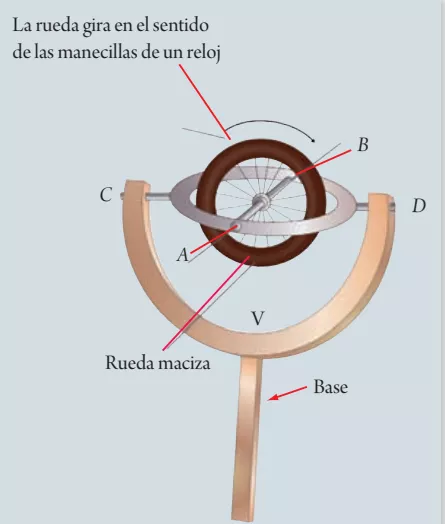 La rueda gira en el sentido
de las manecillas de un reloj
B
C
D
A
V
Rueda maciza
Base